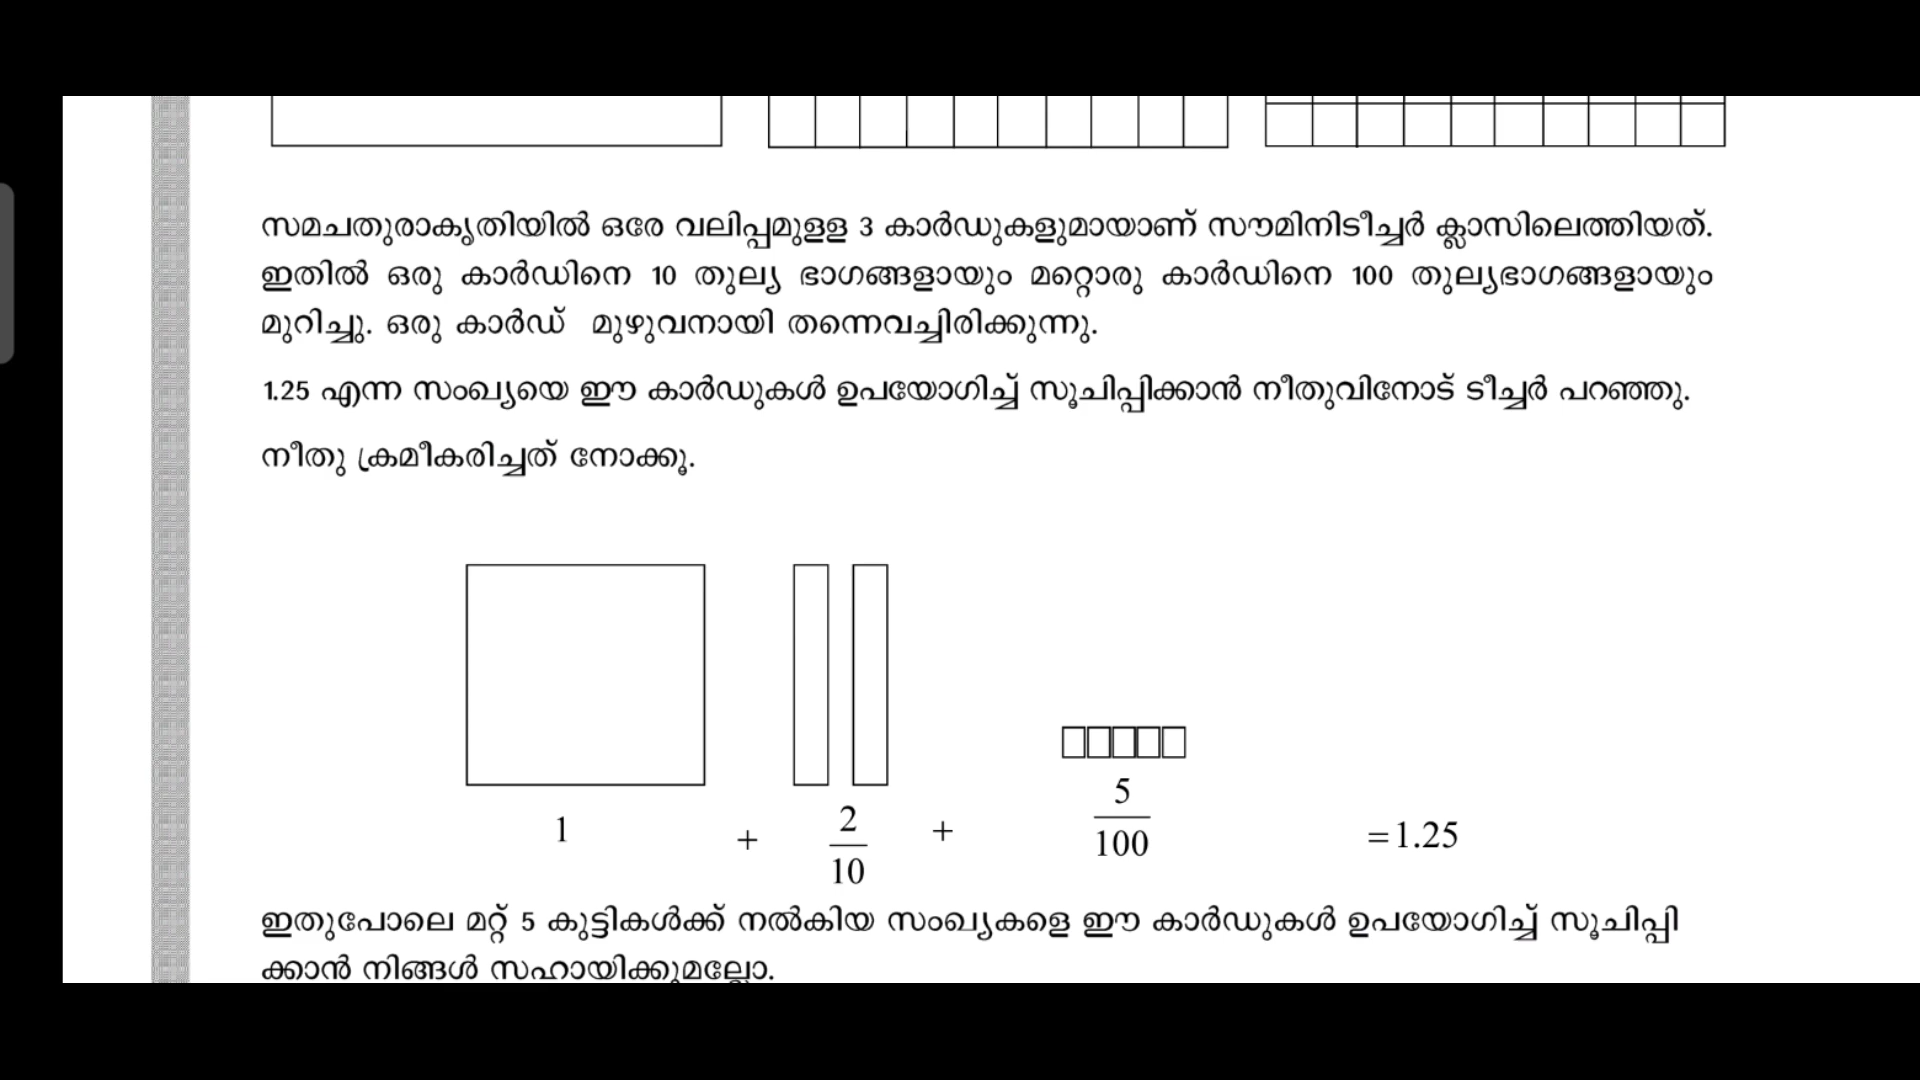 സമചതുരാകൃതിയിൽ ഒരേ വലിപ്പമുളള 3 കാർഡുകളുമായാണ് സൗമിനിടീച്ചർ ക്ലാസിലെത്തിയത്.
ഇതിൽ ഒരു കാർഡിനെ 10 തുല്യ ഭാഗങ്ങളായും മറ്റൊരു കാർഡിനെ 100 തുല്യഭാഗങ്ങളായും
മുറിച്ചു. ഒരു കാർഡ് മുഴുവനായി തന്നെവച്ചിരിക്കുന്നു.
1.25 എന്ന സംഖ്യയെ ഈ കാർഡുകൾ ഉപയോഗിച്ച് സൂചിപ്പിക്കാൻ നീതുവിനോട് ടീച്ചർ പറഞ്ഞു.
നീതു ക്രമീകരിച്ചത് നോക്കൂ.
1 + 2/10 + 5/100 = 1.25
ഇതുപോലെ മറ്റ് 5 കുട്ടികൾക്ക് നൽകിയ സംഖ്യകളെ ഈ കാർഡുകൾ ഉപയോഗിച്ച് സൂചിപ്പി
ക്കാൻ നിങ്ങൾ സഹായിക്കുമല്ലോ.